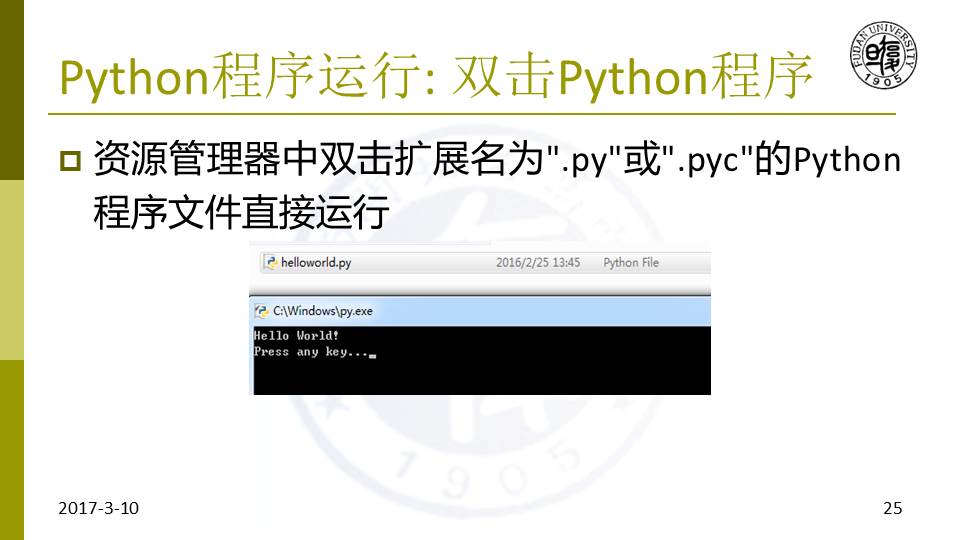 Python程序运行: 双击Python程序
FUDAN UNIVERSITY
1905
资源管理器中双击扩展名为".py"或".pyc"的Python
程序文件直接运行
helloworld.py 2016/2/25 13:45 Python File
C:\Windows\py.exe
Hello World!
Press any key..._
1905
2017-3-10 25